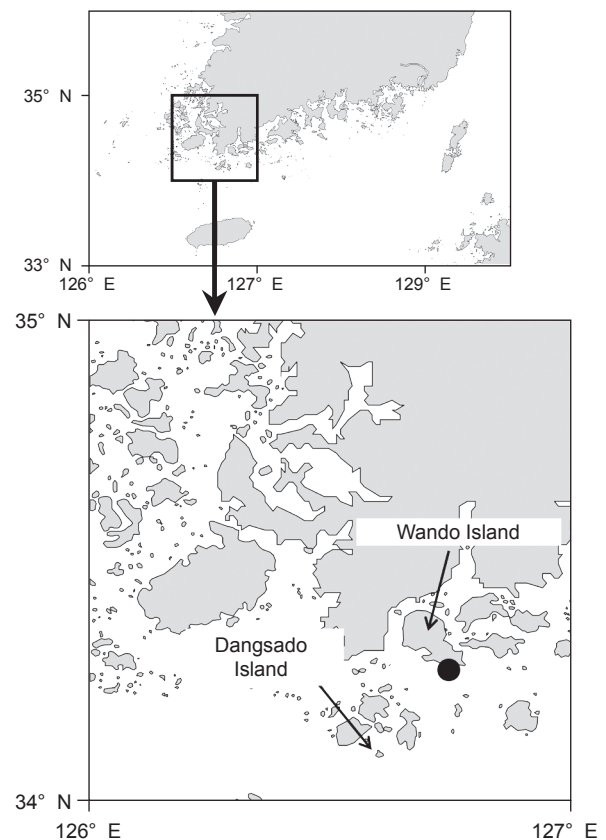 35° N
33° N
126° E
127° E
129° E
35° N
Wando Island
Dangsado
Island
34° N
126° E
127° E